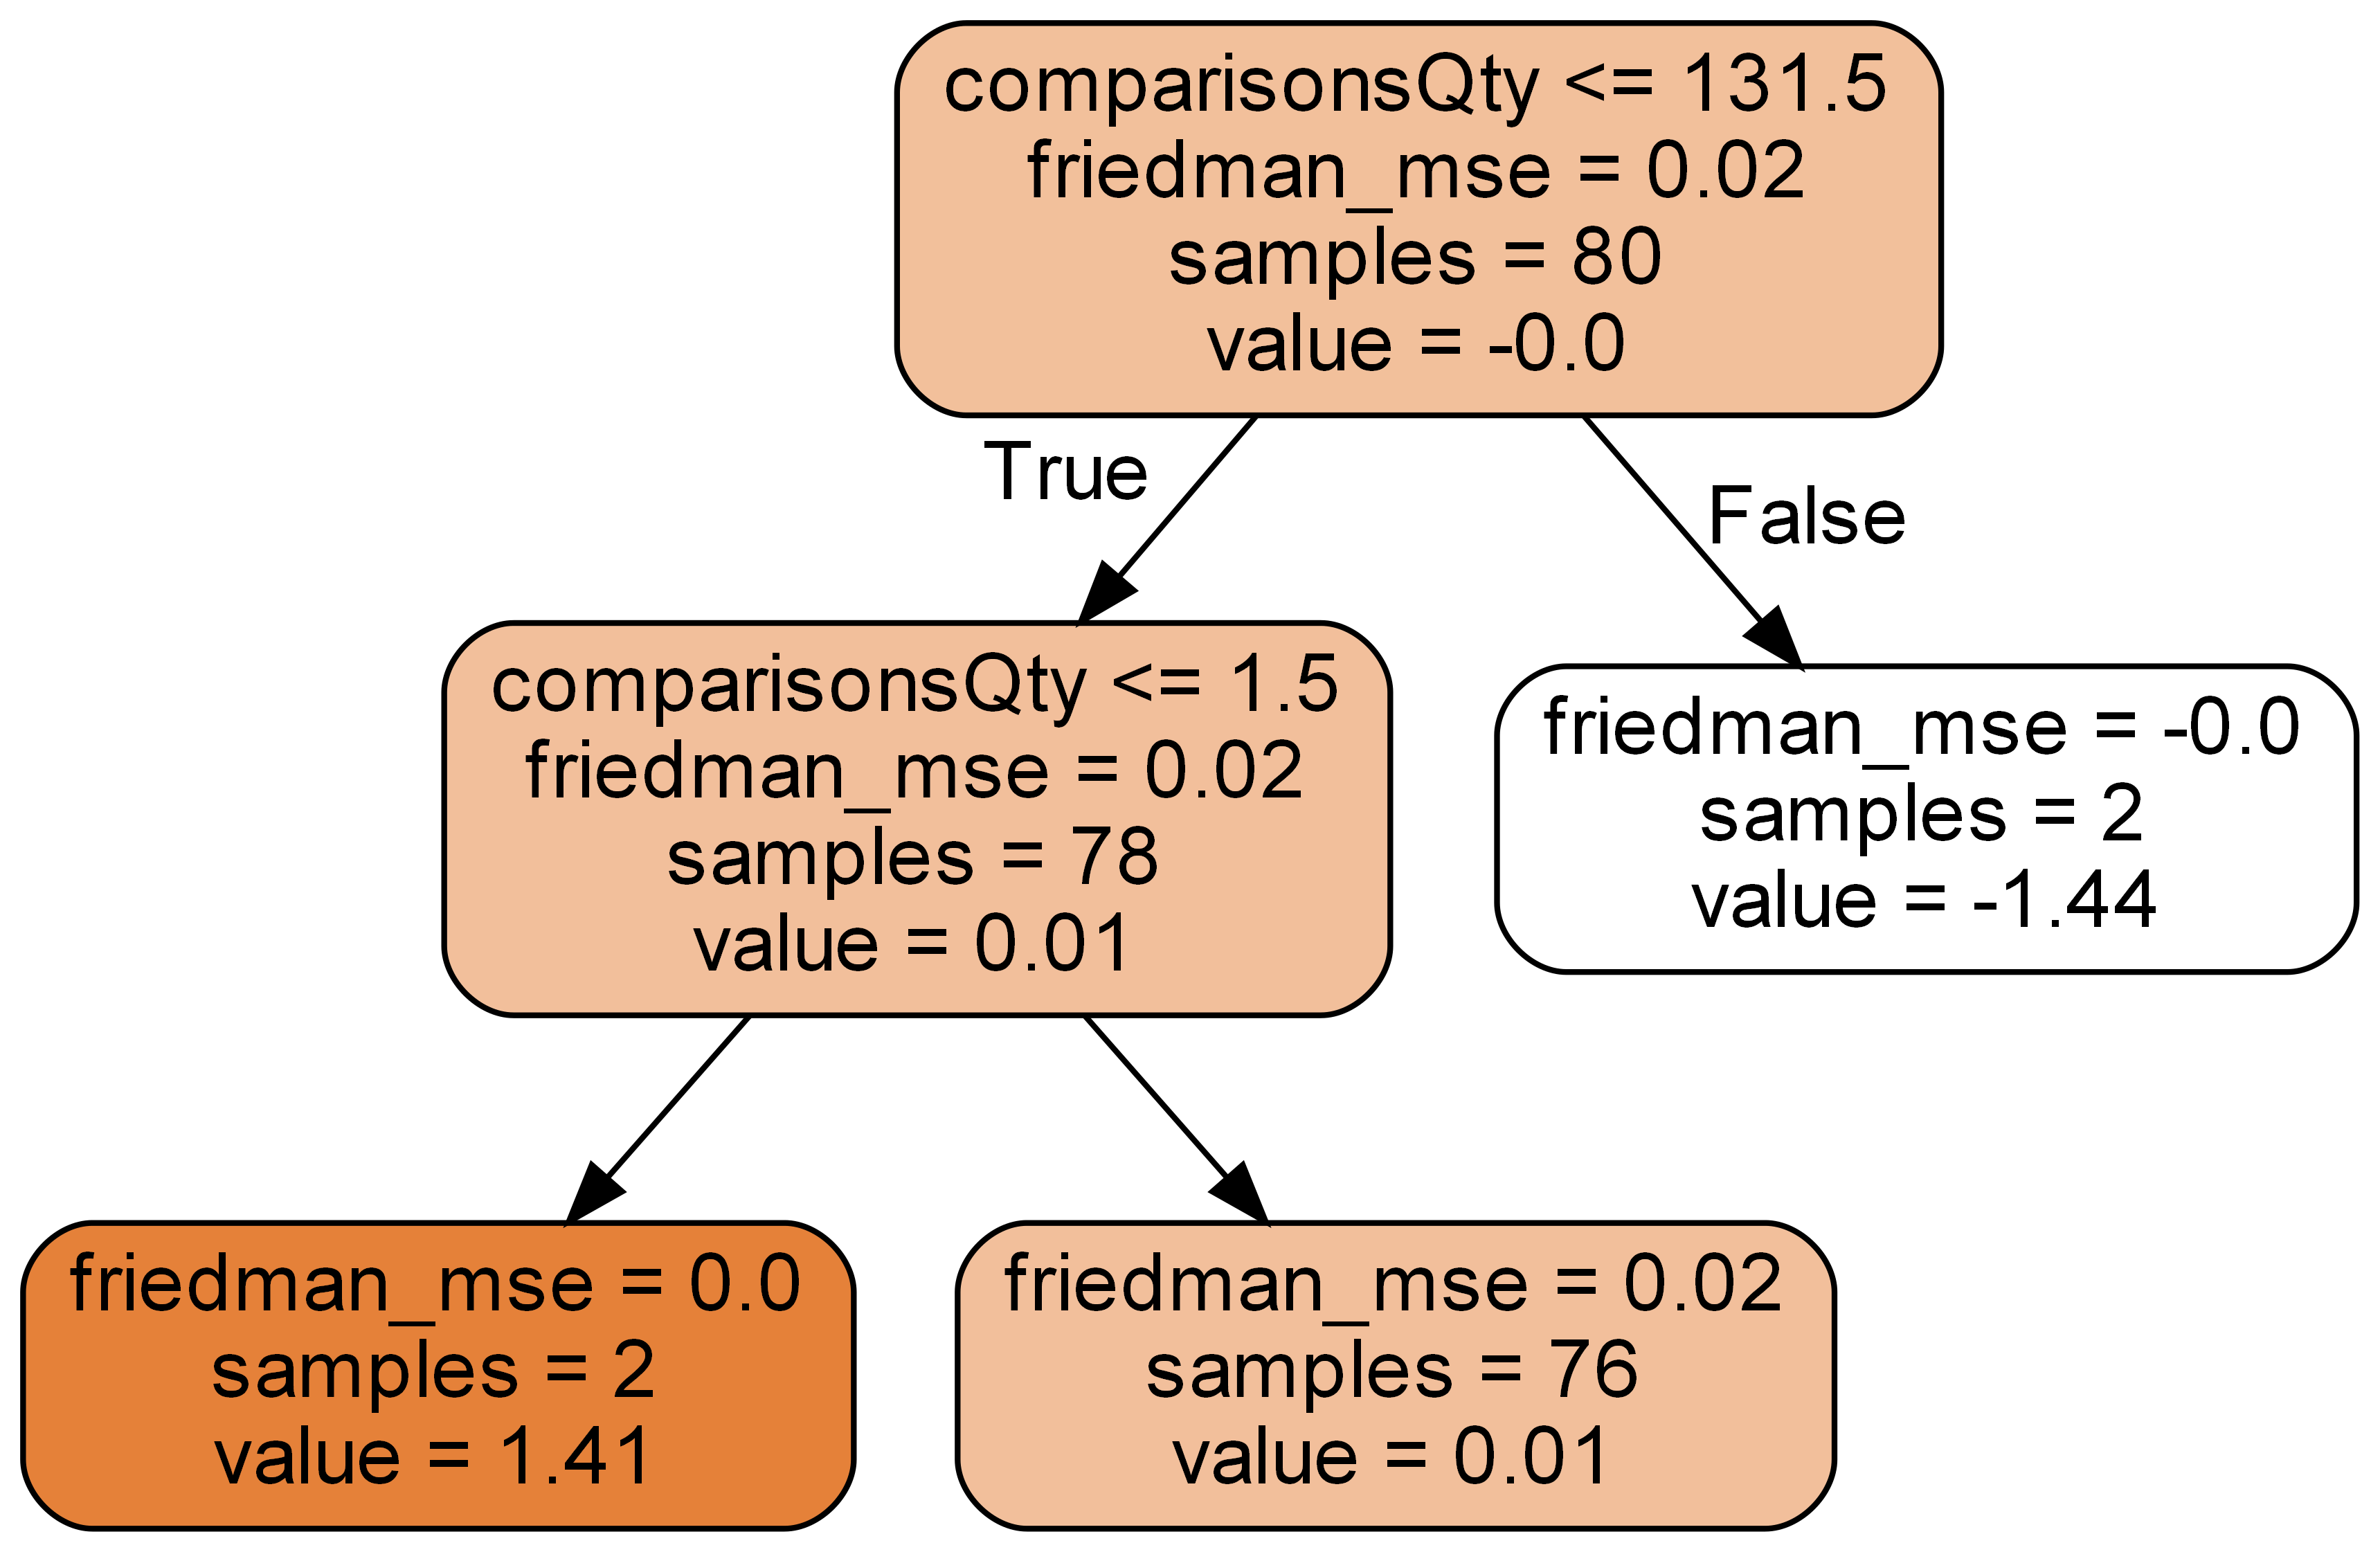 comparisonsQty <= 131.5
friedman_mse = 0.02
samples = 80
value = -0.0
True
False
comparisonsQty <= 1.5
friedman_mse = 0.02
samples = 78
value = 0.01
friedman_mse = -0.0
samples = 2
value = -1.44
friedman_mse = 0.0
samples = 2
value = 1.41
friedman_mse = 0.02
samples = 76
value = 0.01